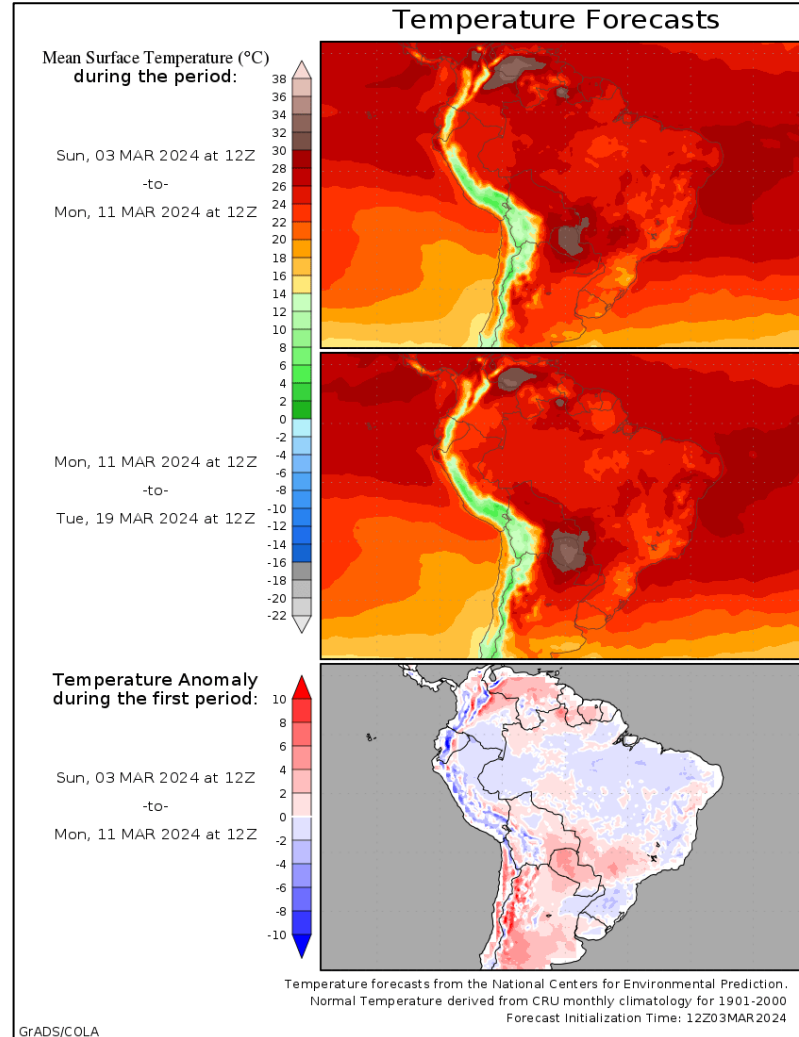 Temperature Forecasts
Mean Surface Temperature (°C)
during the period:
38
36
34
32
30
28
26
24
22
20
18
16
14
12
10
8
6
4
2
0
-2
-4
-6
-8
-10
-12
-14
-16
-18
-20
-22
Sun, 03 MAR 2024 at 12Z
-to-
Mon, 11 MAR 2024 at 12Z
Mon, 11 MAR 2024 at 12Z
-to-
Tue, 19 MAR 2024 at 12Z
Temperature Anomaly
during the first period:
10
8
6
4
2
0
-2
-4
-6
-8
-10
Sun, 03 MAR 2024 at 12Z
-to-
Mon, 11 MAR 2024 at 12Z
Temperature forecasts from the National Centers for Environmental Prediction.
Normal Temperature derived from CRU monthly climatology for 1901-2000
Forecast Initialization Time: 12Z03MAR2024
GrADS/COLA